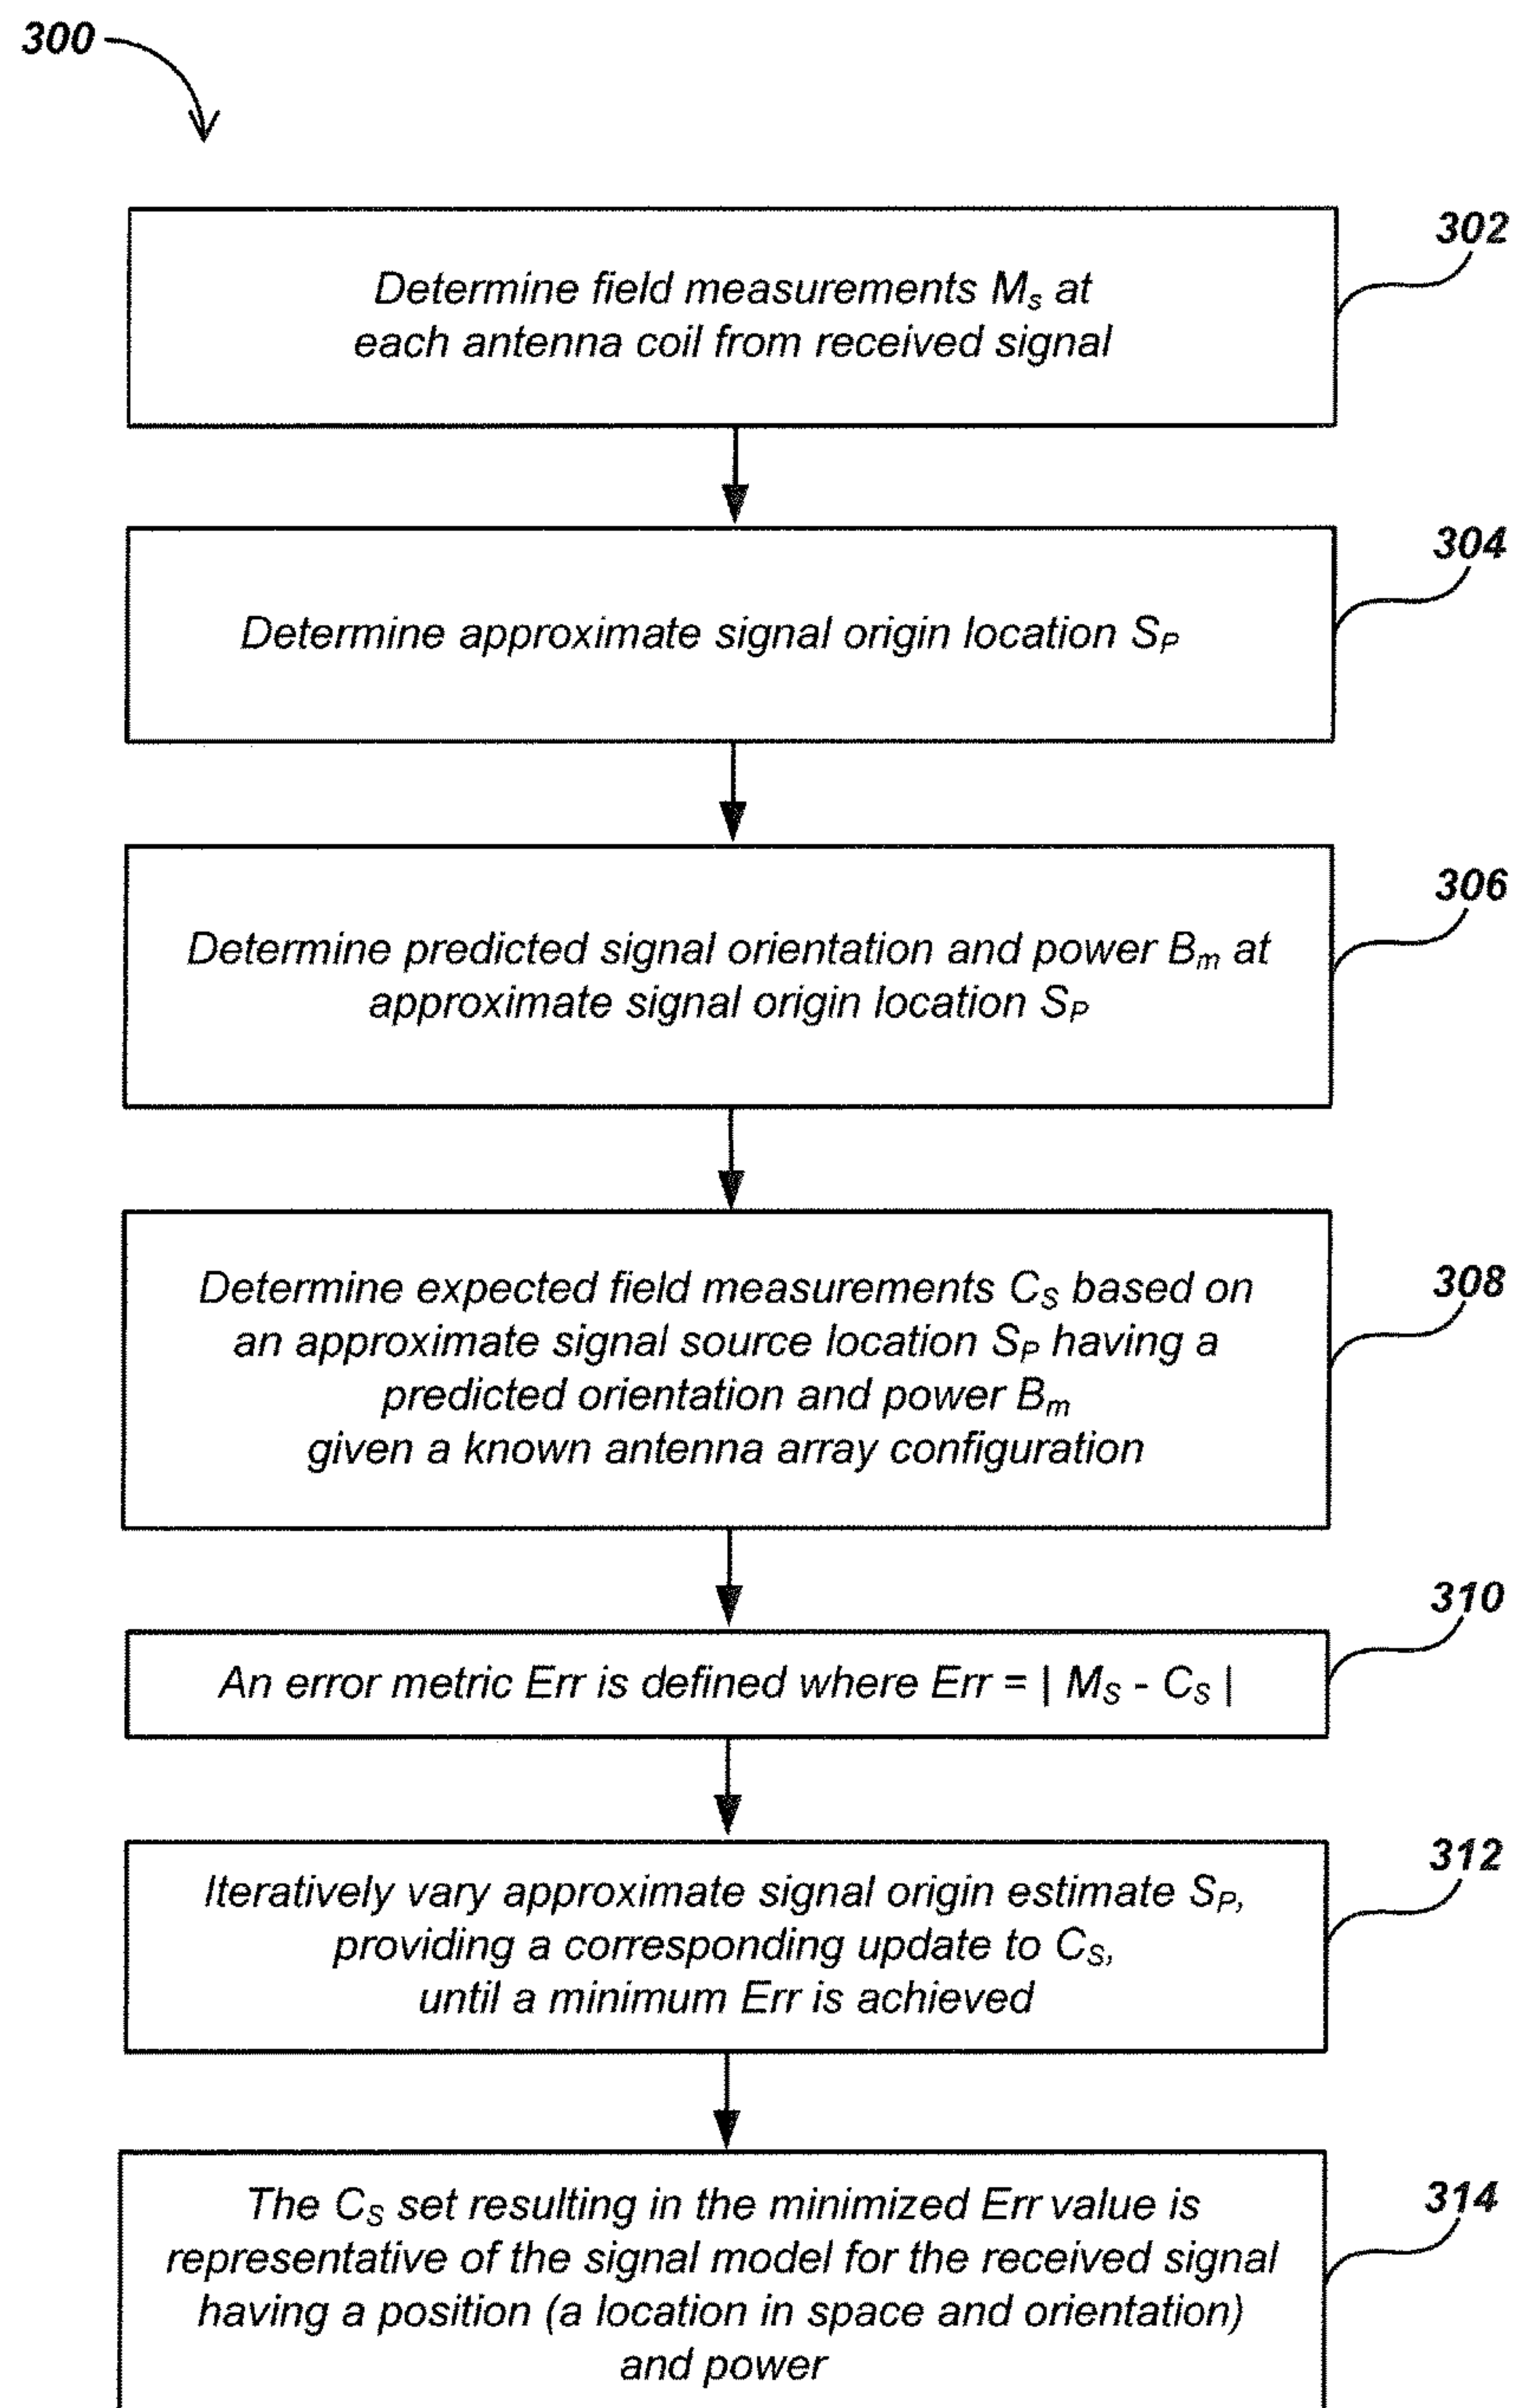 300
302
Determine field measurements Ms at
each antenna coil from received signal
304
Determine approximate signal origin location SP
306
Determine predicted signal orientation and power Bm at
approximate signal origin location SP
308
Determine expected field measurements CS based on
an approximate signal source location SP having a
predicted orientation and power Bm
given a known antenna array configuration
310
An error metric Err is defined where Err = | MS - CS |
312
Iteratively vary approximate signal origin estimate SP,
providing a corresponding update to CS,
until a minimum Err is achieved
314
The CS set resulting in the minimized Err value is
representative of the signal model for the received signal
having a position (a location in space and orientation)
and power